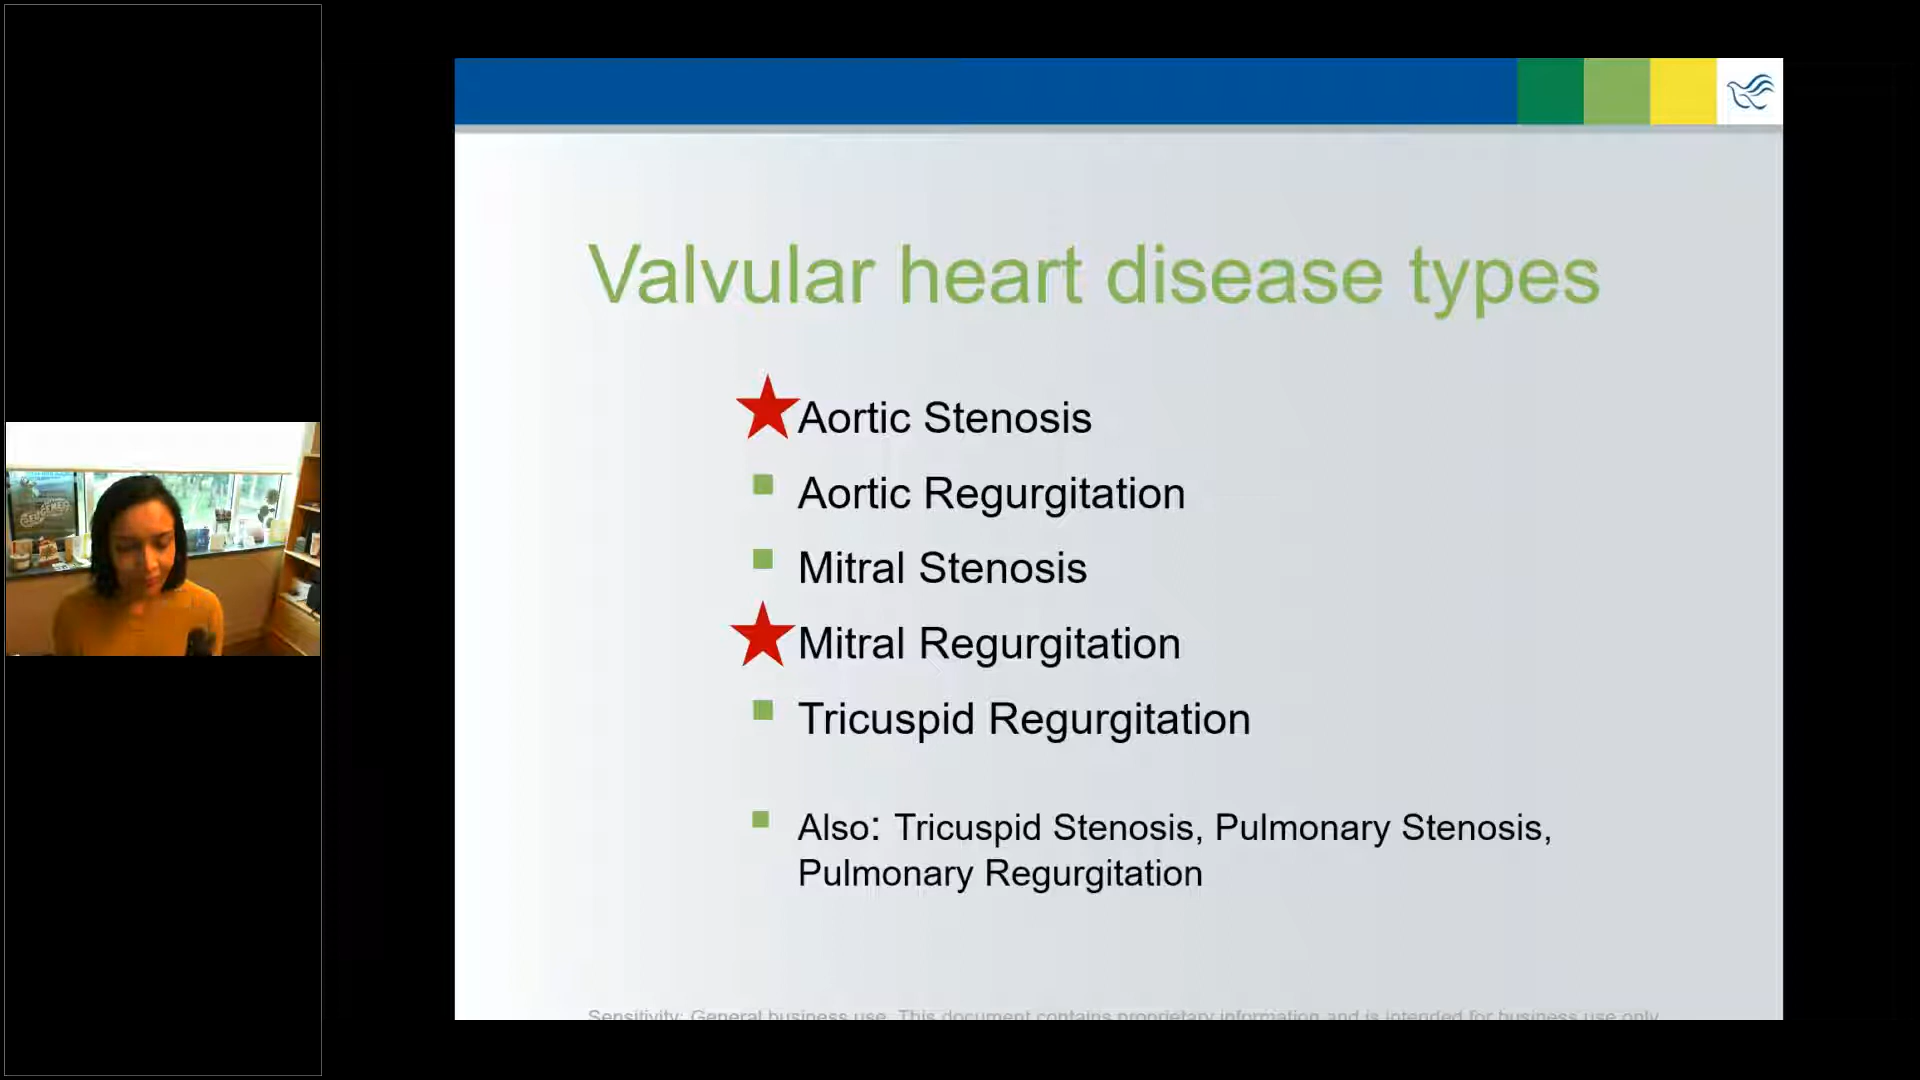 Valvular heart disease types
Aortic Stenosis
Aortic Regurgitation
Mitral Stenosis
Mitral Regurgitation
Tricuspid Regurgitation
Also: Tricuspid Stenosis, Pulmonary Stenosis,
Pulmonary Regurgitation
Sensitivity: General business use. This document contains proprietary information and is intended for business use only.